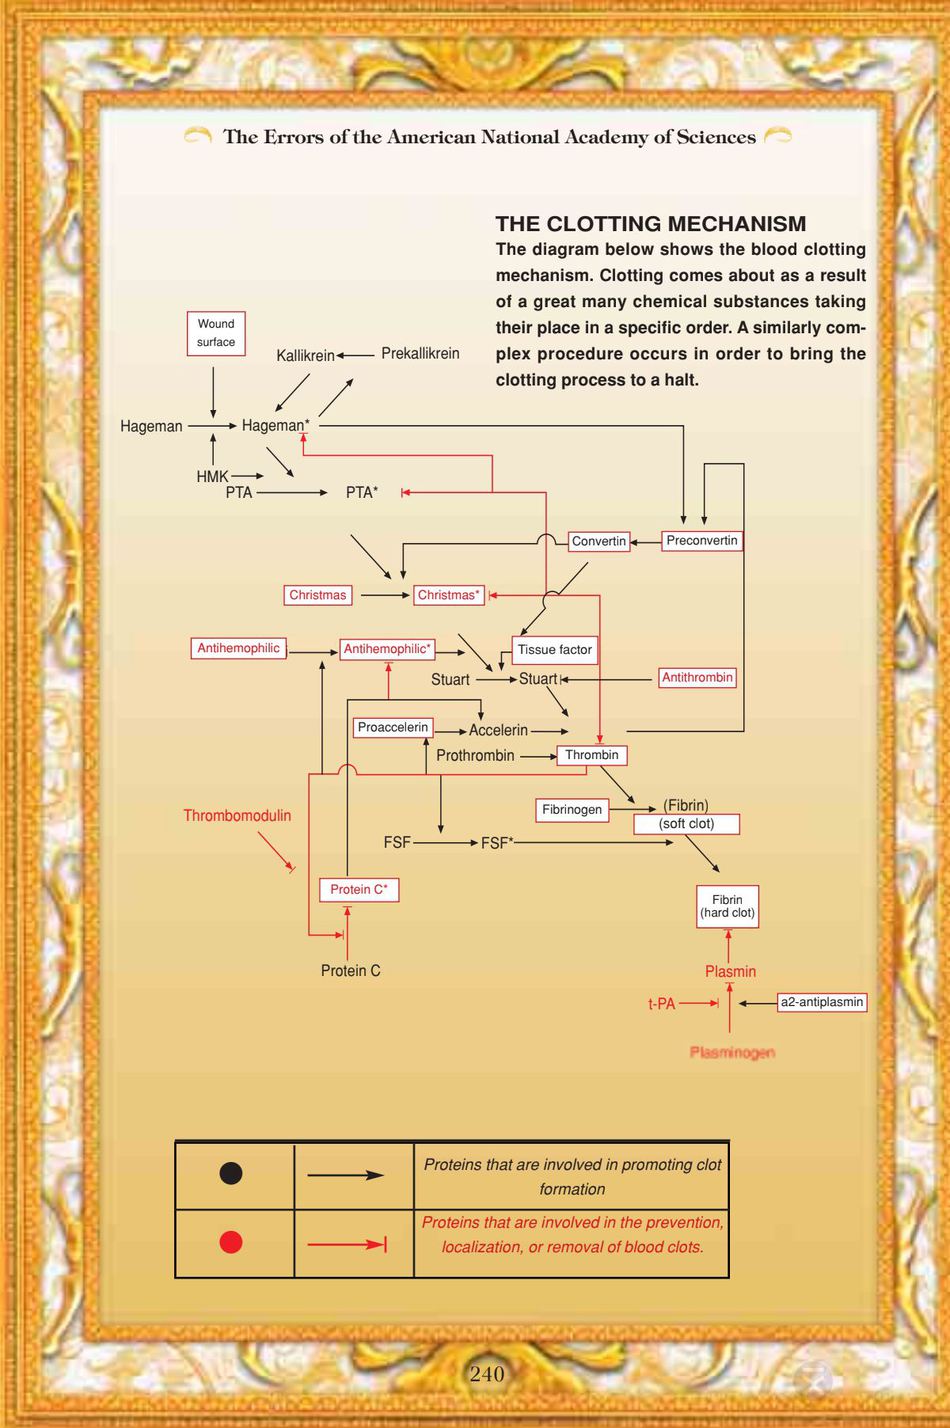 The Errors of the American National Academy of Sciences
THE CLOTTING MECHANISM
The diagram below shows the blood clotting
mechanism. Clotting comes about as a result
of a great many chemical substances taking
their place in a specific order. A similarly com-
plex procedure occurs in order to bring the
clotting process to a halt.
Wound
surface
Kallikrein
Prekallikrein
Hageman
Hageman*
HMK
PTA
PTA*
Convertin
Preconvertin
Christmas
Christmas*
Antihemophilic
Antihemophilic*
Tissue factor
Stuart
Stuart
Antithrombin
Proaccelerin
Accelerin
Prothrombin
Thrombin
Fibrinogen
(Fibrin)
(soft clot)
Thrombomodulin
FSF
FSF*
Protein C*
Fibrin
(hard clot)
Protein C
Plasmin
t-PA
a2-antiplasmin
Plasminogen
Proteins that are involved in promoting clot
formation
Proteins that are involved in the prevention,
localization, or removal of blood clots.
240